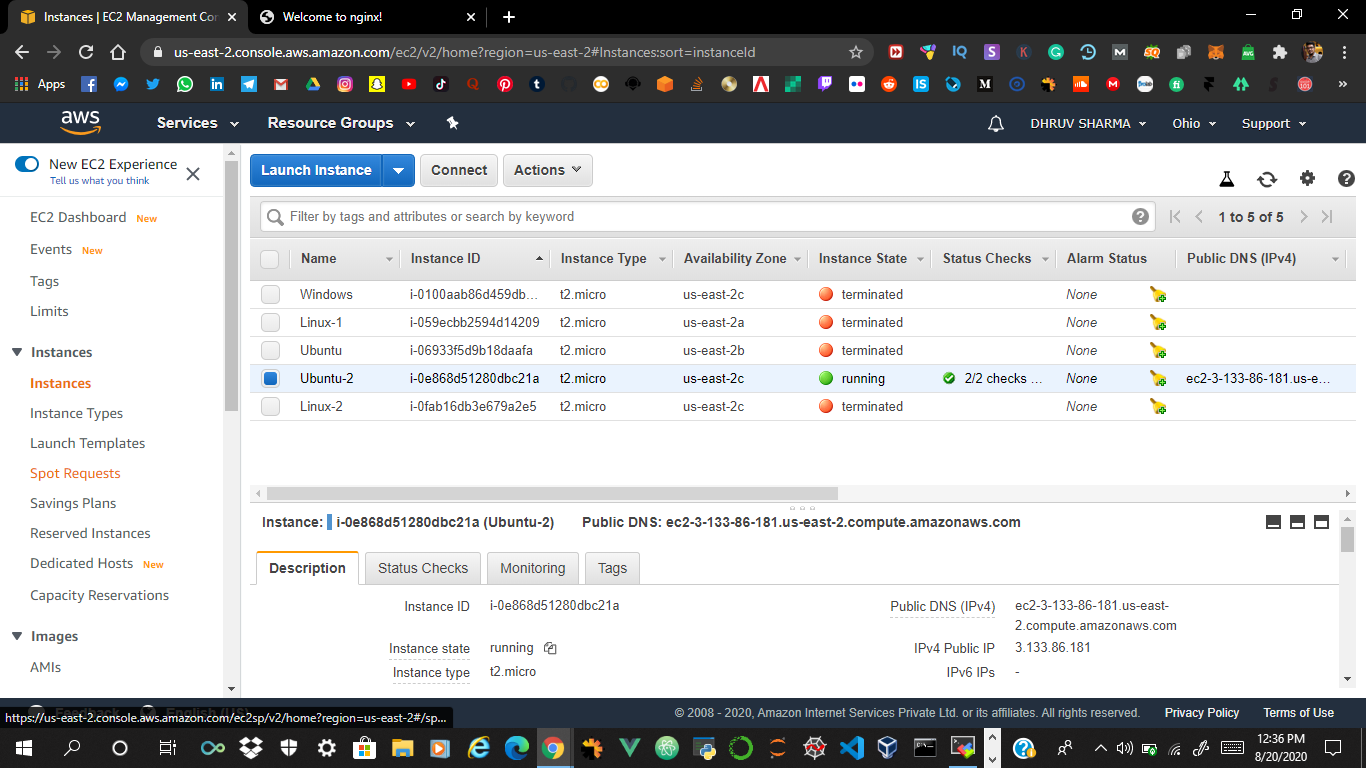 Instances | EC2 Management Con
Welcome to nginx!
us-east-2.console.aws.amazon.com/ec2/v2/home?region=us-east-2#Instances:sort=instanceId
Apps
aws
Services
Resource Groups
DHRUV SHARMA
Ohio
Support
New EC2 Experience
Tell us what you think
EC2 Dashboard New
Events New
Tags
Limits
Instances
Instances
Instance Types
Launch Templates
Spot Requests
Savings Plans
Reserved Instances
Dedicated Hosts New
Capacity Reservations
Images
AMIs
Launch Instance
Connect
Actions
Filter by tags and attributes or search by keyword
1 to 5 of 5
Name Instance ID Instance Type Availability Zone Instance State Status Checks Alarm Status Public DNS (IPv4)
Windows i-0100aab86d459db... t2.micro us-east-2c terminated None
Linux-1 i-059ecbb2594d14209 t2.micro us-east-2a terminated None
Ubuntu i-06933f5d9b18daafa t2.micro us-east-2b terminated None
Ubuntu-2 i-0e868d51280dbc21a t2.micro us-east-2c running 2/2 checks ... None ec2-3-133-86-181.us-e...
Linux-2 i-0fab16db3e679a2e5 t2.micro us-east-2c terminated None
Instance: i-0e868d51280dbc21a (Ubuntu-2) Public DNS: ec2-3-133-86-181.us-east-2.compute.amazonaws.com
Description Status Checks Monitoring Tags
Instance ID i-0e868d51280dbc21a
Instance state running
Instance type t2.micro
Public DNS (IPv4) ec2-3-133-86-181.us-east-
2.compute.amazonaws.com
IPv4 Public IP 3.133.86.181
IPv6 IPs -
https://us-east-2.console.aws.amazon.com/ec2sp/v2/home?region=us-east-2#/sp...
© 2008 - 2020, Amazon Internet Services Private Ltd. or its affiliates. All rights reserved. Privacy Policy Terms of Use
12:36 PM
8/20/2020